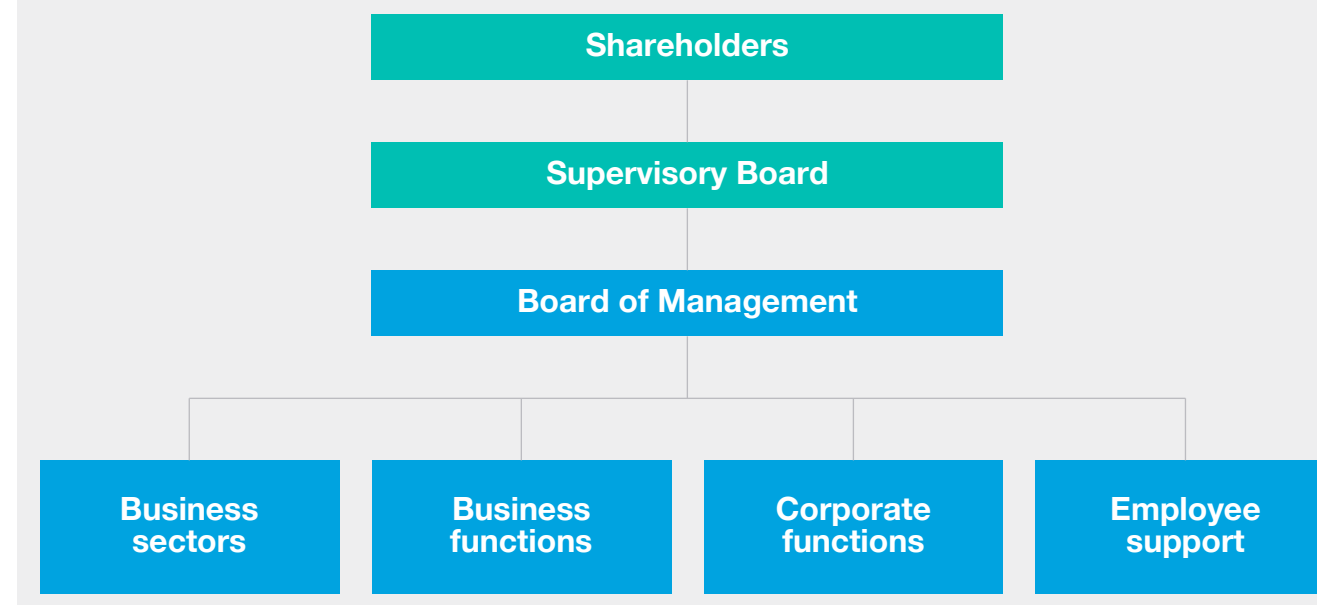 Shareholders
Supervisory Board
Board of Management
Business
sectors
Business
functions
Corporate
functions
Employee
support